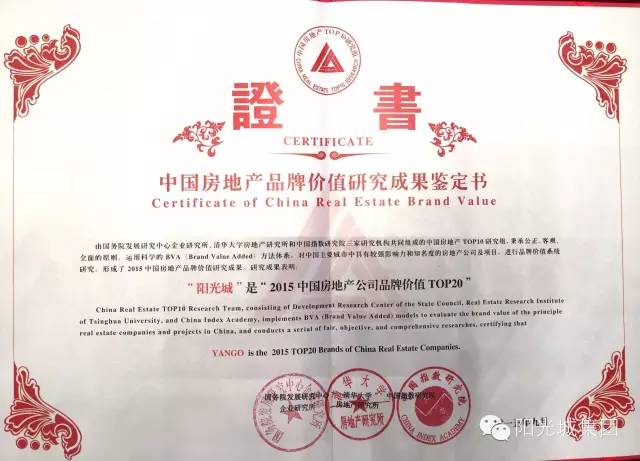 中国房地产TOP10研究组
CHINA REAL ESTATE TOP10 RESEARCH
證 書
CERTIFICATE
中国房地产品牌价值研究成果鉴定书
Certificate of China Real Estate Brand Value
由国务院发展研究中心企业研究所、清华大学房地产研究所和中国指数研究院三家研究机构共同组成的中国房地产TOP10研究组，秉承公正、客观、
全面的原则，运用科学的BVA（Brand Value Added）方法体系，对中国主要城市中具有较强影响力和知名度的房地产公司及项目，进行品牌价值系统
研究，形成了2015中国房地产品牌价值研究成果。研究成果表明：
“阳光城”是“2015中国房地产公司品牌价值TOP20”
China Real Estate TOP10 Research Team, consisting of Development Research Center of the State Council, Real Estate Research Institute
of Tsinghua University, and China Index Academy, implements BVA (Brand Value Added) models to evaluate the brand value of the principle
real estate companies and projects in China, and conducts a serial of fair, objective, and comprehensive researches, certifying that
YANGO is the 2015 TOP20 Brands of China Real Estate Companies.
国务院发展研究中心 清华大学 中国指数研究院
企业研究所 房地产研究所
房地产研究所
CHINA INDEX ACADEMY
阳光城集团